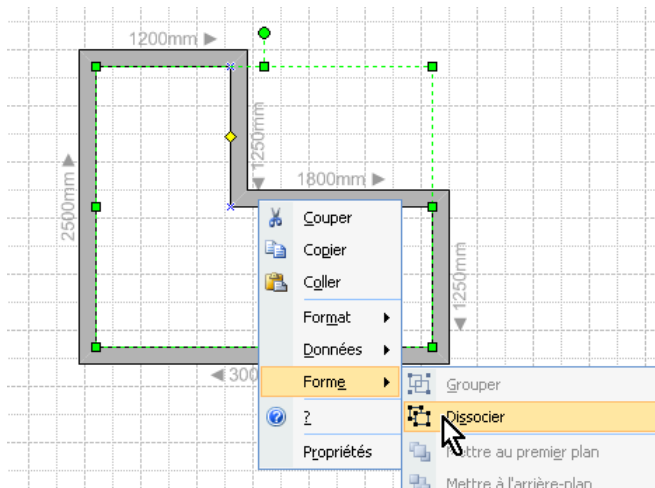 1200mm ▶
1250mm
1800mm ▶
2500mm ▶
Couper
Copier
Coller
1250mm
Format
Données
◀ 300
Forme
Grouper
?
Dissocier
Propriétés
Mettre au premier plan
Mettre à l'arrière-plan